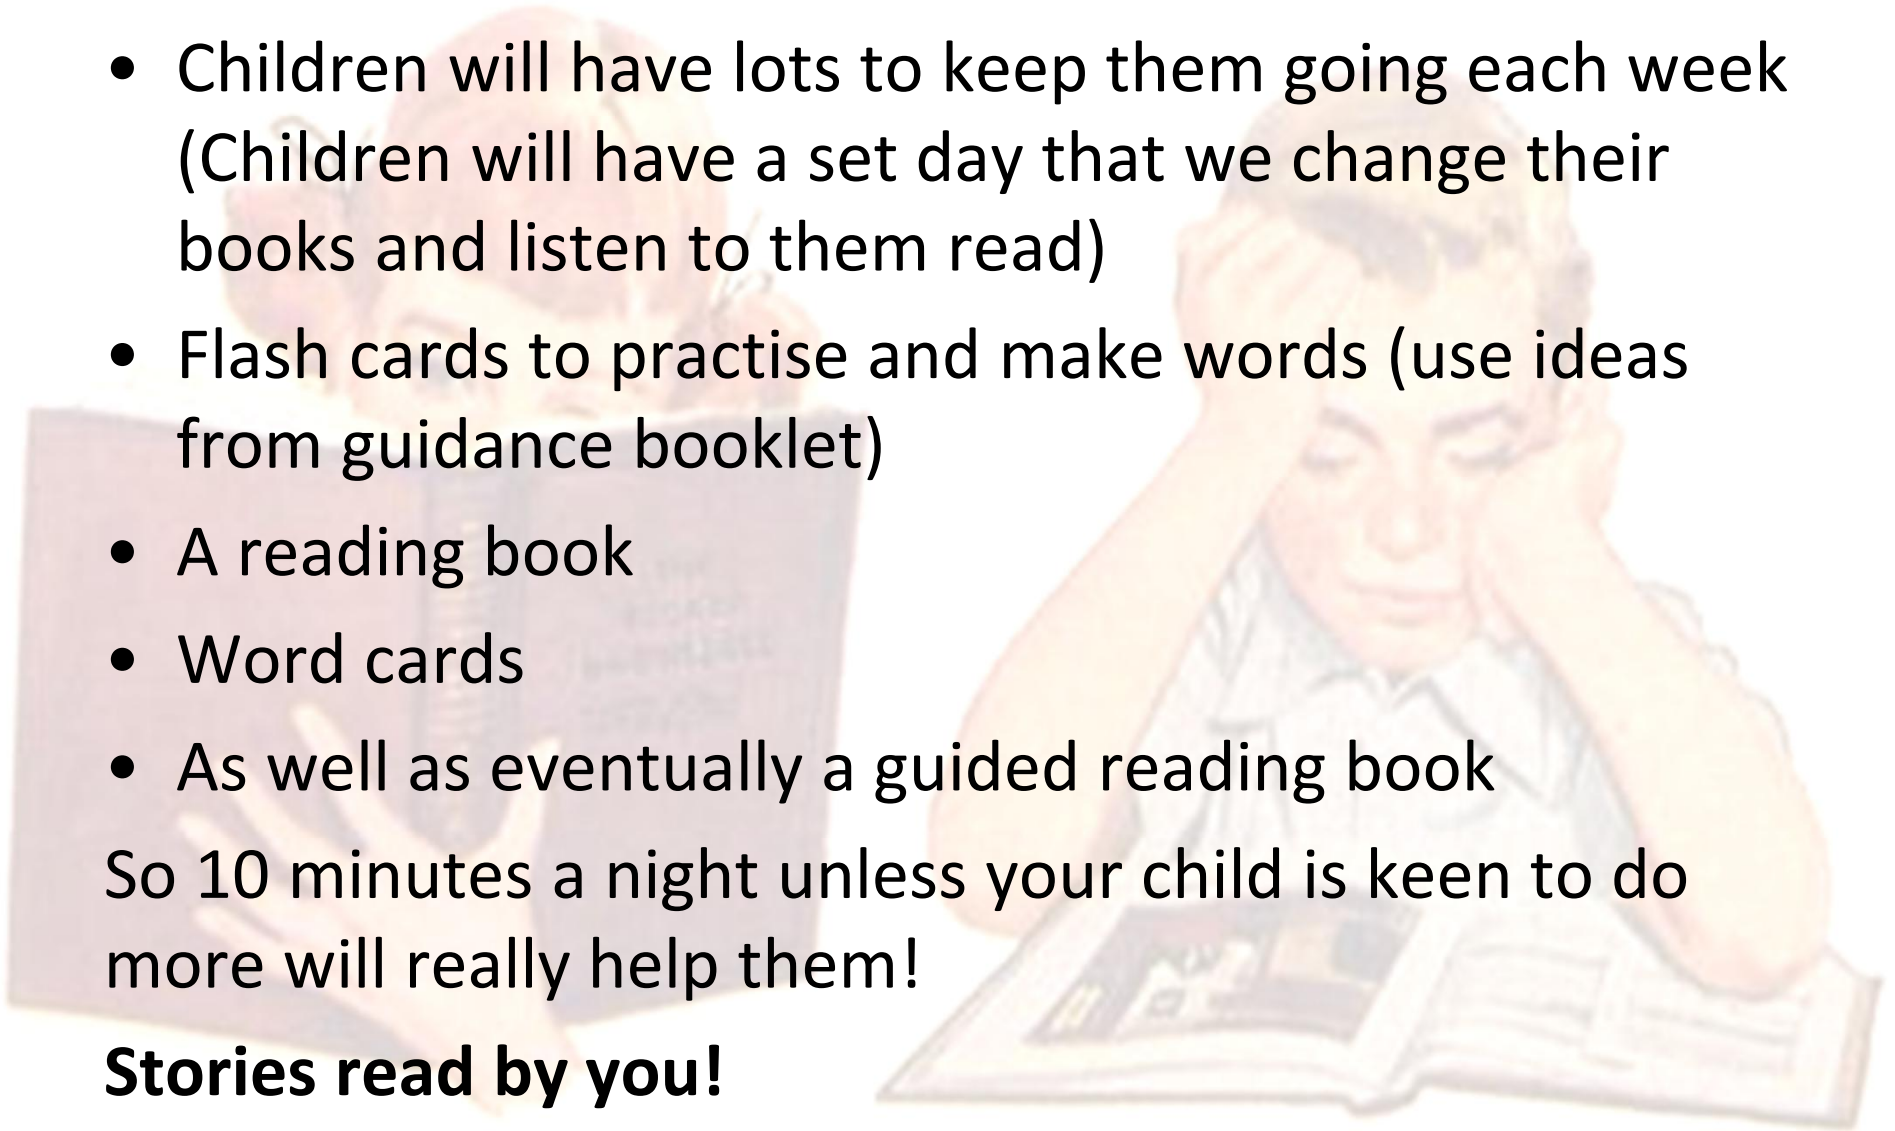 • Children will have lots to keep them going each week
(Children will have a set day that we change their
books and listen to them read)
• Flash cards to practise and make words (use ideas
from guidance booklet)
• A reading book
• Word cards
• As well as eventually a guided reading book
So 10 minutes a night unless your child is keen to do
more will really help them!
Stories read by you!